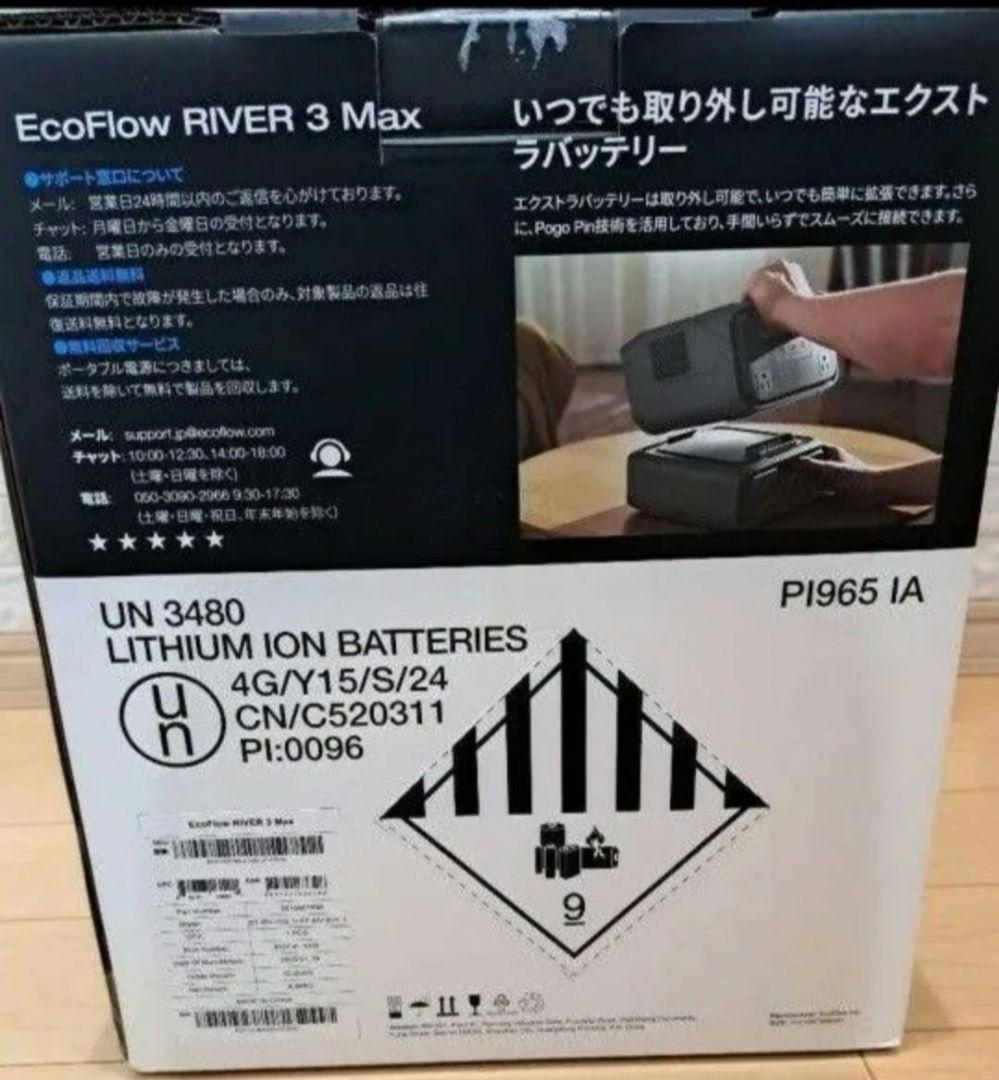 EcoFlow RIVER 3 Max
サポート窓口について
メール: 営業日24時間以内のご返信を心がけております。
チャット: 月曜日から金曜日の受付となります。
電話: 営業日のみの受付となります。
返品送料無料
保証期間内で故障が発生した場合のみ、対象製品の返品は往
復送料無料となります。
無料回収サービス
ポータブル電源につきましては、
送料を除いて無料で製品を回収します。
メール: support.jp@ecoflow.com
チャット: 10:00-12:30, 14:00-18:00
(土曜・日曜を除く)
電話: 050-3090-2966 9:30-17:30
(土曜・日曜・祝日、年末年始を除く)
いつでも取り外し可能なエクスト
ラバッテリー
エクストラバッテリーは取り外し可能で、いつでも簡単に拡張できます。さら
に、Pogo Pin技術を活用しており、手間いらずでスムーズに接続できます。
PI965 IA
UN 3480
LITHIUM ION BATTERIES
un
4G/Y15/S/24
CN/C520311
PI:0096
9
EcoFlow RIVER 3 Max